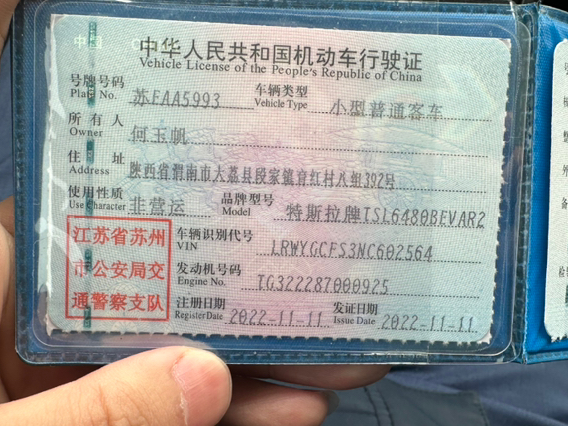 中华人民共和国机动车行驶证
Vehicle License of the People's Republic of China
号牌号码 苏EAA5993 车辆类型 小型普通客车
Plate No. Vehicle Type
所有人 何玉帆
Owner
住址 陕西省渭南市大荔县段家镇育红村八组392号
Address
使用性质 非营运 品牌型号 特斯拉牌TSL6480BEVAR2
Use Character Model
江苏省苏州
市公安局交
通警察支队
车辆识别代号 LRWYGCFS3NC602564
VIN
发动机号码 TG322287000925
Engine No.
注册日期 2022-11-11 发证日期 2022-11-11
Register Date Issue Date